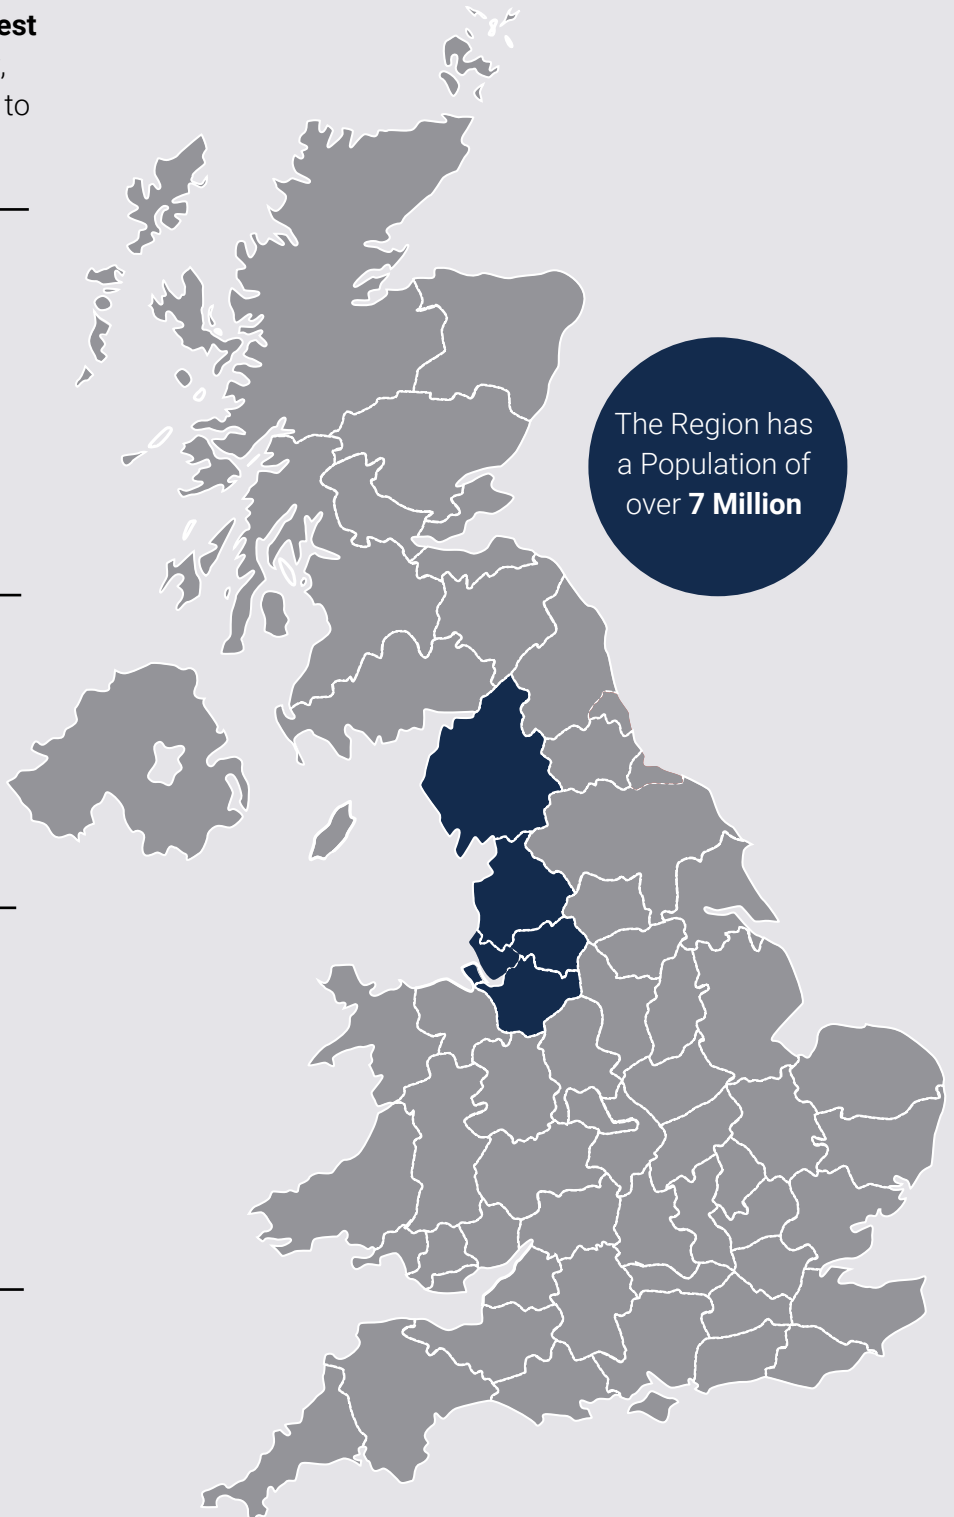 est
,
to
The Region has
a Population of
over 7 Million